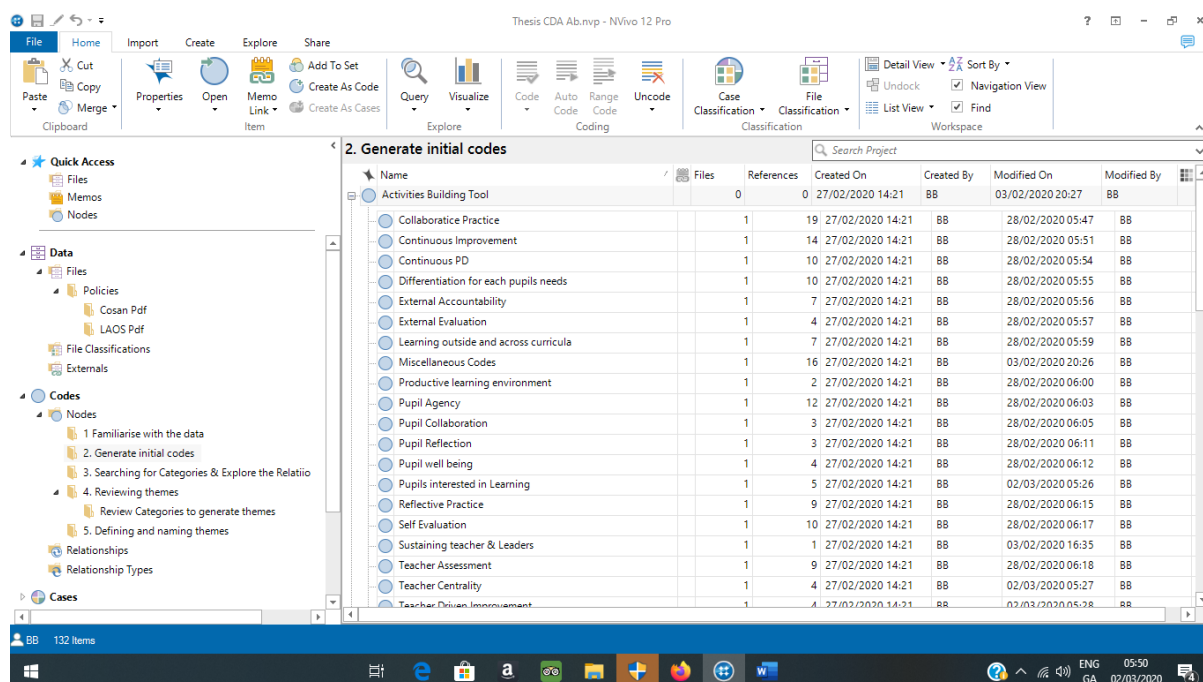 Thesis CDA Ab.nvp - NVivo 12 Pro
File Home Import Create Explore Share
Paste
Cut
Copy
Merge
Clipboard
Properties
Open
Memo Link
Add To Set
Create As Code
Create As Cases
Item
Query
Visualize
Explore
Code
Auto Code
Range Code
Uncode
Coding
Case Classification
File Classification
Classification
Detail View
Undock
List View
Sort By
Navigation View
Find
Workspace
Quick Access
Files
Memos
Nodes
Data
Files
Policies
Cosan Pdf
LAOS Pdf
File Classifications
Externals
Codes
Nodes
1 Familiarise with the data
2. Generate initial codes
3. Searching for Categories & Explore the Relatio
4. Reviewing themes
Review Categories to generate themes
5. Defining and naming themes
Relationships
Relationship Types
Cases
2. Generate initial codes
Search Project
Name Files References Created On Created By Modified On Modified By
Activities Building Tool 0 0 27/02/2020 14:21 BB 03/02/2020 20:27 BB
Collaboratice Practice 1 19 27/02/2020 14:21 BB 28/02/2020 05:47 BB
Continuous Improvement 1 14 27/02/2020 14:21 BB 28/02/2020 05:51 BB
Continuous PD 1 10 27/02/2020 14:21 BB 28/02/2020 05:54 BB
Differentiation for each pupils needs 1 10 27/02/2020 14:21 BB 28/02/2020 05:55 BB
External Accountability 1 7 27/02/2020 14:21 BB 28/02/2020 05:56 BB
External Evaluation 1 4 27/02/2020 14:21 BB 28/02/2020 05:57 BB
Learning outside and across curricula 1 7 27/02/2020 14:21 BB 28/02/2020 05:59 BB
Miscellaneous Codes 1 16 27/02/2020 14:21 BB 03/02/2020 20:26 BB
Productive learning environment 1 2 27/02/2020 14:21 BB 28/02/2020 06:00 BB
Pupil Agency 1 12 27/02/2020 14:21 BB 28/02/2020 06:03 BB
Pupil Collaboration 1 3 27/02/2020 14:21 BB 28/02/2020 06:05 BB
Pupil Reflection 1 3 27/02/2020 14:21 BB 28/02/2020 06:11 BB
Pupil well being 1 4 27/02/2020 14:21 BB 28/02/2020 06:12 BB
Pupils interested in Learning 1 5 27/02/2020 14:21 BB 02/03/2020 05:26 BB
Reflective Practice 1 9 27/02/2020 14:21 BB 28/02/2020 06:15 BB
Self Evaluation 1 10 27/02/2020 14:21 BB 28/02/2020 06:17 BB
Sustaining teacher & Leaders 1 1 27/02/2020 14:21 BB 03/02/2020 16:35 BB
Teacher Assessment 1 9 27/02/2020 14:21 BB 28/02/2020 06:18 BB
Teacher Centrality 1 4 27/02/2020 14:21 BB 02/03/2020 05:27 BB
Teacher Driven Improvement 1 4 27/02/2020 14:21 BB 02/03/2020 05:28 BB
BB 132 Items
ENG 05:50
GA 02/03/2020